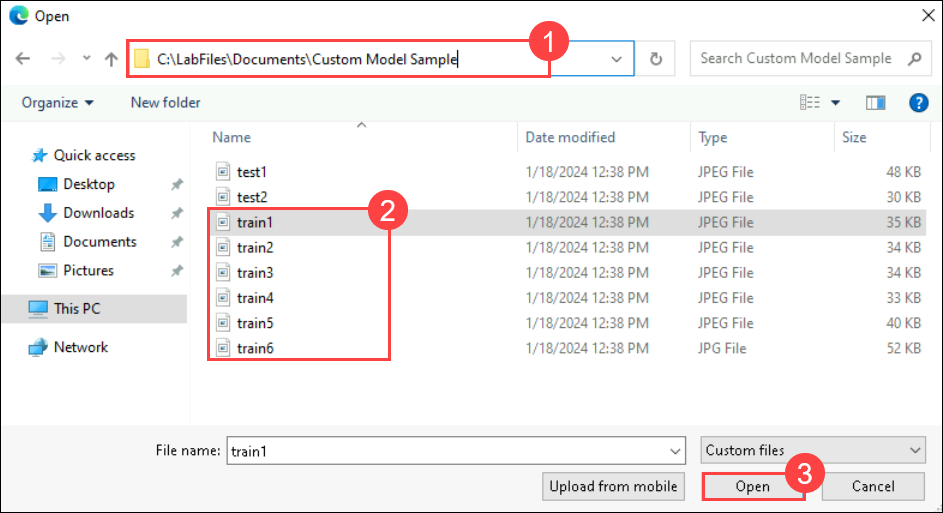 Open
1
C:\LabFiles\Documents\Custom Model Sample
Search Custom Model Sample
Organize
New folder
?
Name
Date modified
Type
Size
Quick access
Desktop
Downloads
Documents
Pictures
This PC
Network
test1 1/18/2024 12:38 PM JPEG File 48 KB
test2 1/18/2024 12:38 PM JPEG File 30 KB
2
train1 1/18/2024 12:38 PM JPEG File 35 KB
train2 1/18/2024 12:38 PM JPEG File 34 KB
train3 1/18/2024 12:38 PM JPEG File 34 KB
train4 1/18/2024 12:38 PM JPEG File 33 KB
train5 1/18/2024 12:38 PM JPEG File 40 KB
train6 1/18/2024 12:38 PM JPG File 52 KB
File name: train1
Custom files
3
Upload from mobile
Open
Cancel